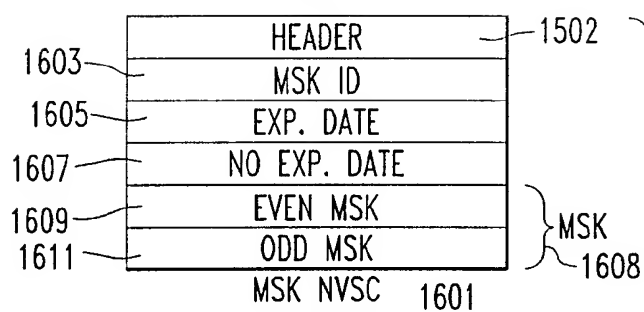 HEADER 1502
1603 MSK ID
1605 EXP. DATE
1607 NO EXP. DATE
1609 EVEN MSK
1611 ODD MSK
MSK
1608
MSK NVSC 1601